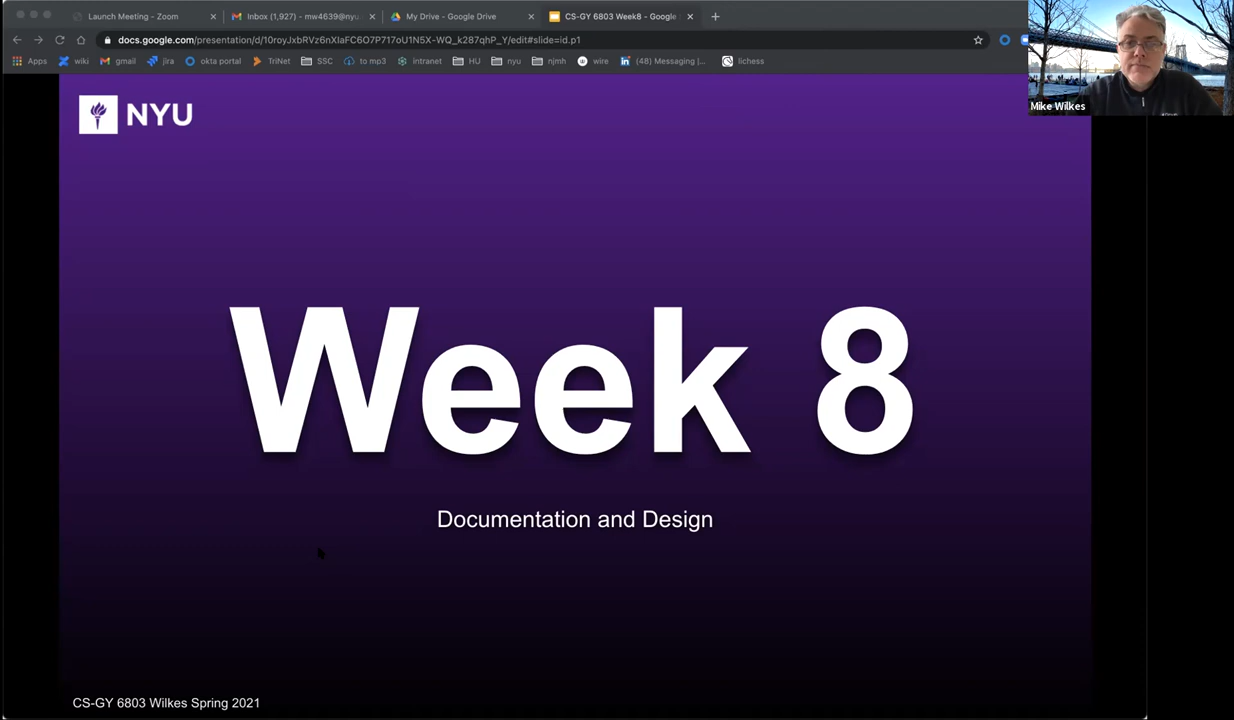 Launch Meeting - Zoom
Inbox (1,927) - mw4639@nyu
My Drive - Google Drive
CS-GY 6803 Week8 - Google
docs.google.com/presentation/d/10royJxbRVz6nXlaFC6O7P717oU1N5X-WQ_k287qhP_Y/edit#slide=id.p1
Apps wiki gmail jira okta portal TriNet SSC to mp3 intranet HU nyu njmh wire (48) Messaging |... lichess
Mike Wilkes
NYU
Week 8
Documentation and Design
CS-GY 6803 Wilkes Spring 2021